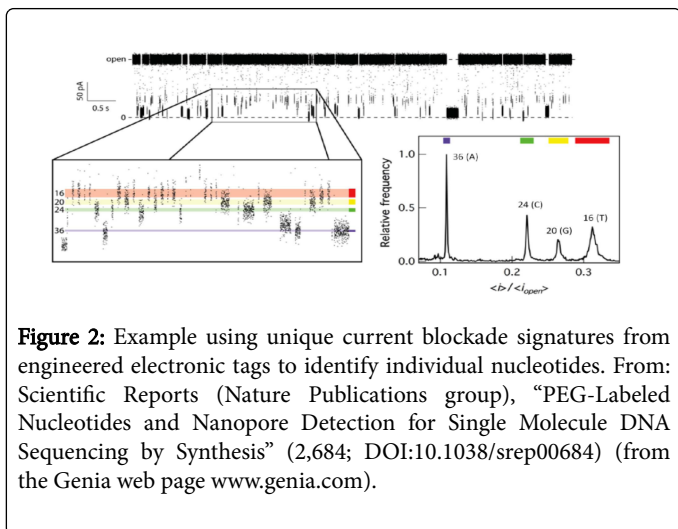 open
50 pA
0.5 s
0
16
20
24
36
Relative frequency
1.0
0.5
0.0
36 (A)
24 (C)
20 (G)
16 (T)
0.1 0.2 0.3
<i>/<i_open>
Figure 2: Example using unique current blockade signatures from
engineered electronic tags to identify individual nucleotides. From:
Scientific Reports (Nature Publications group), “PEG-Labeled
Nucleotides and Nanopore Detection for Single Molecule DNA
Sequencing by Synthesis” (2,684; DOI:10.1038/srep00684) (from
the Genia web page www.genia.com).